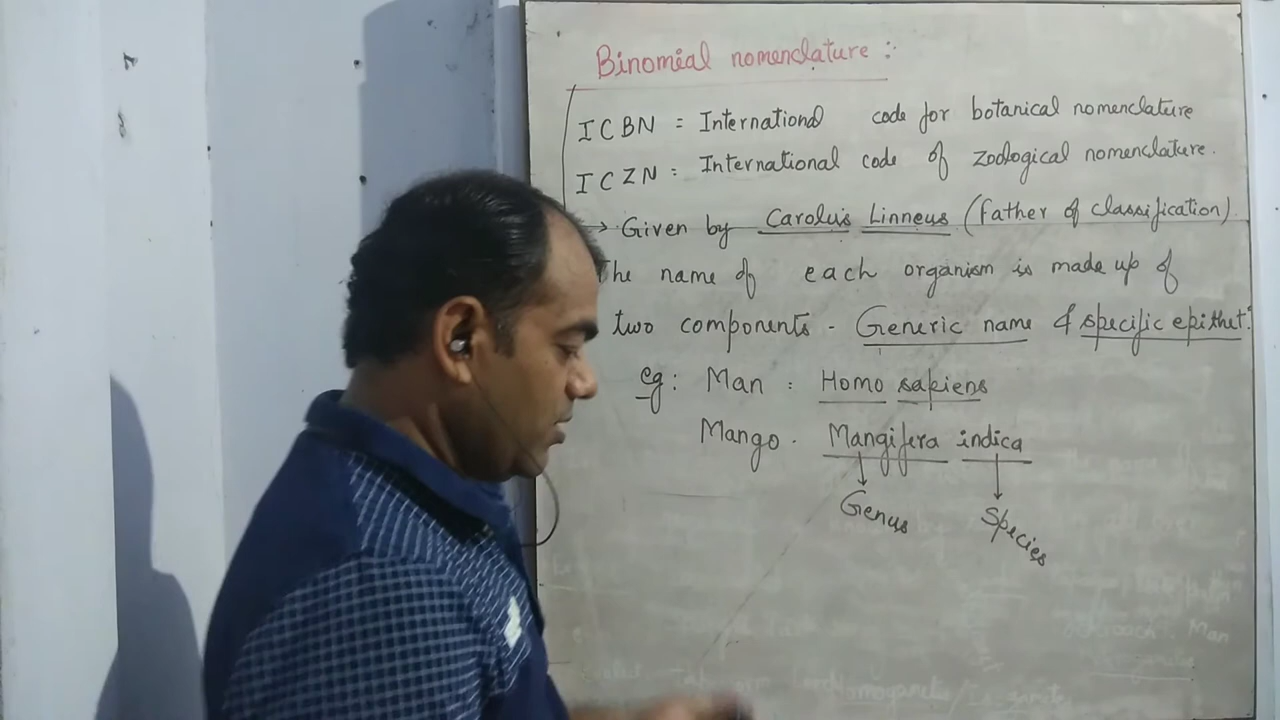 Binomial nomenclature :-
ICBN = International code for botanical nomenclature
ICZN = International code of zoological nomenclature.
→ Given by Carolus Linneus (father of classification).
The name of each organism is made up of
two components - Generic name & specific epithet.
eg: Man = Homo sapiens
Mango - Mangifera indica
Genus Species
Man